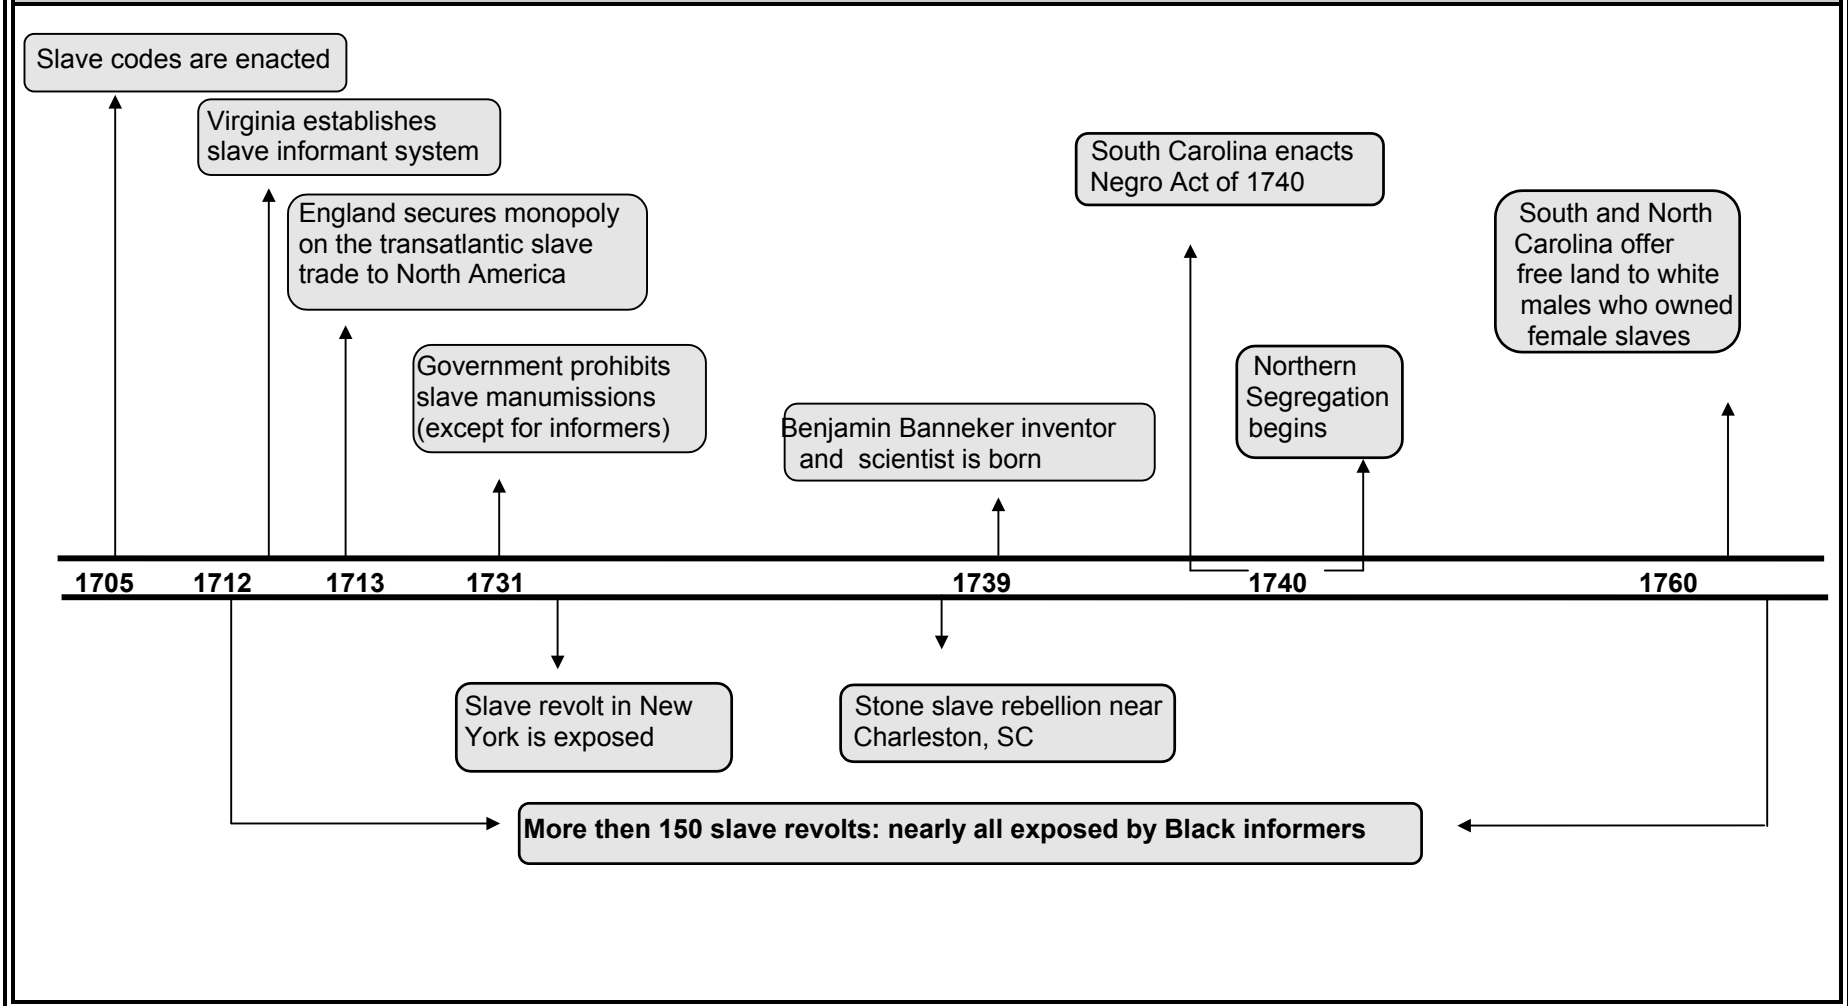 Slave codes are enacted
Virginia establishes
slave informant system
England secures monopoly
on the transatlantic slave
trade to North America
Government prohibits
slave manumissions
(except for informers)
Benjamin Banneker inventor
and scientist is born
South Carolina enacts
Negro Act of 1740
Northern
Segregation
begins
South and North
Carolina offer
free land to white
males who owned
female slaves
1705 1712 1713 1731 1739 1740 1760
Slave revolt in New
York is exposed
Stone slave rebellion near
Charleston, SC
More then 150 slave revolts: nearly all exposed by Black informers